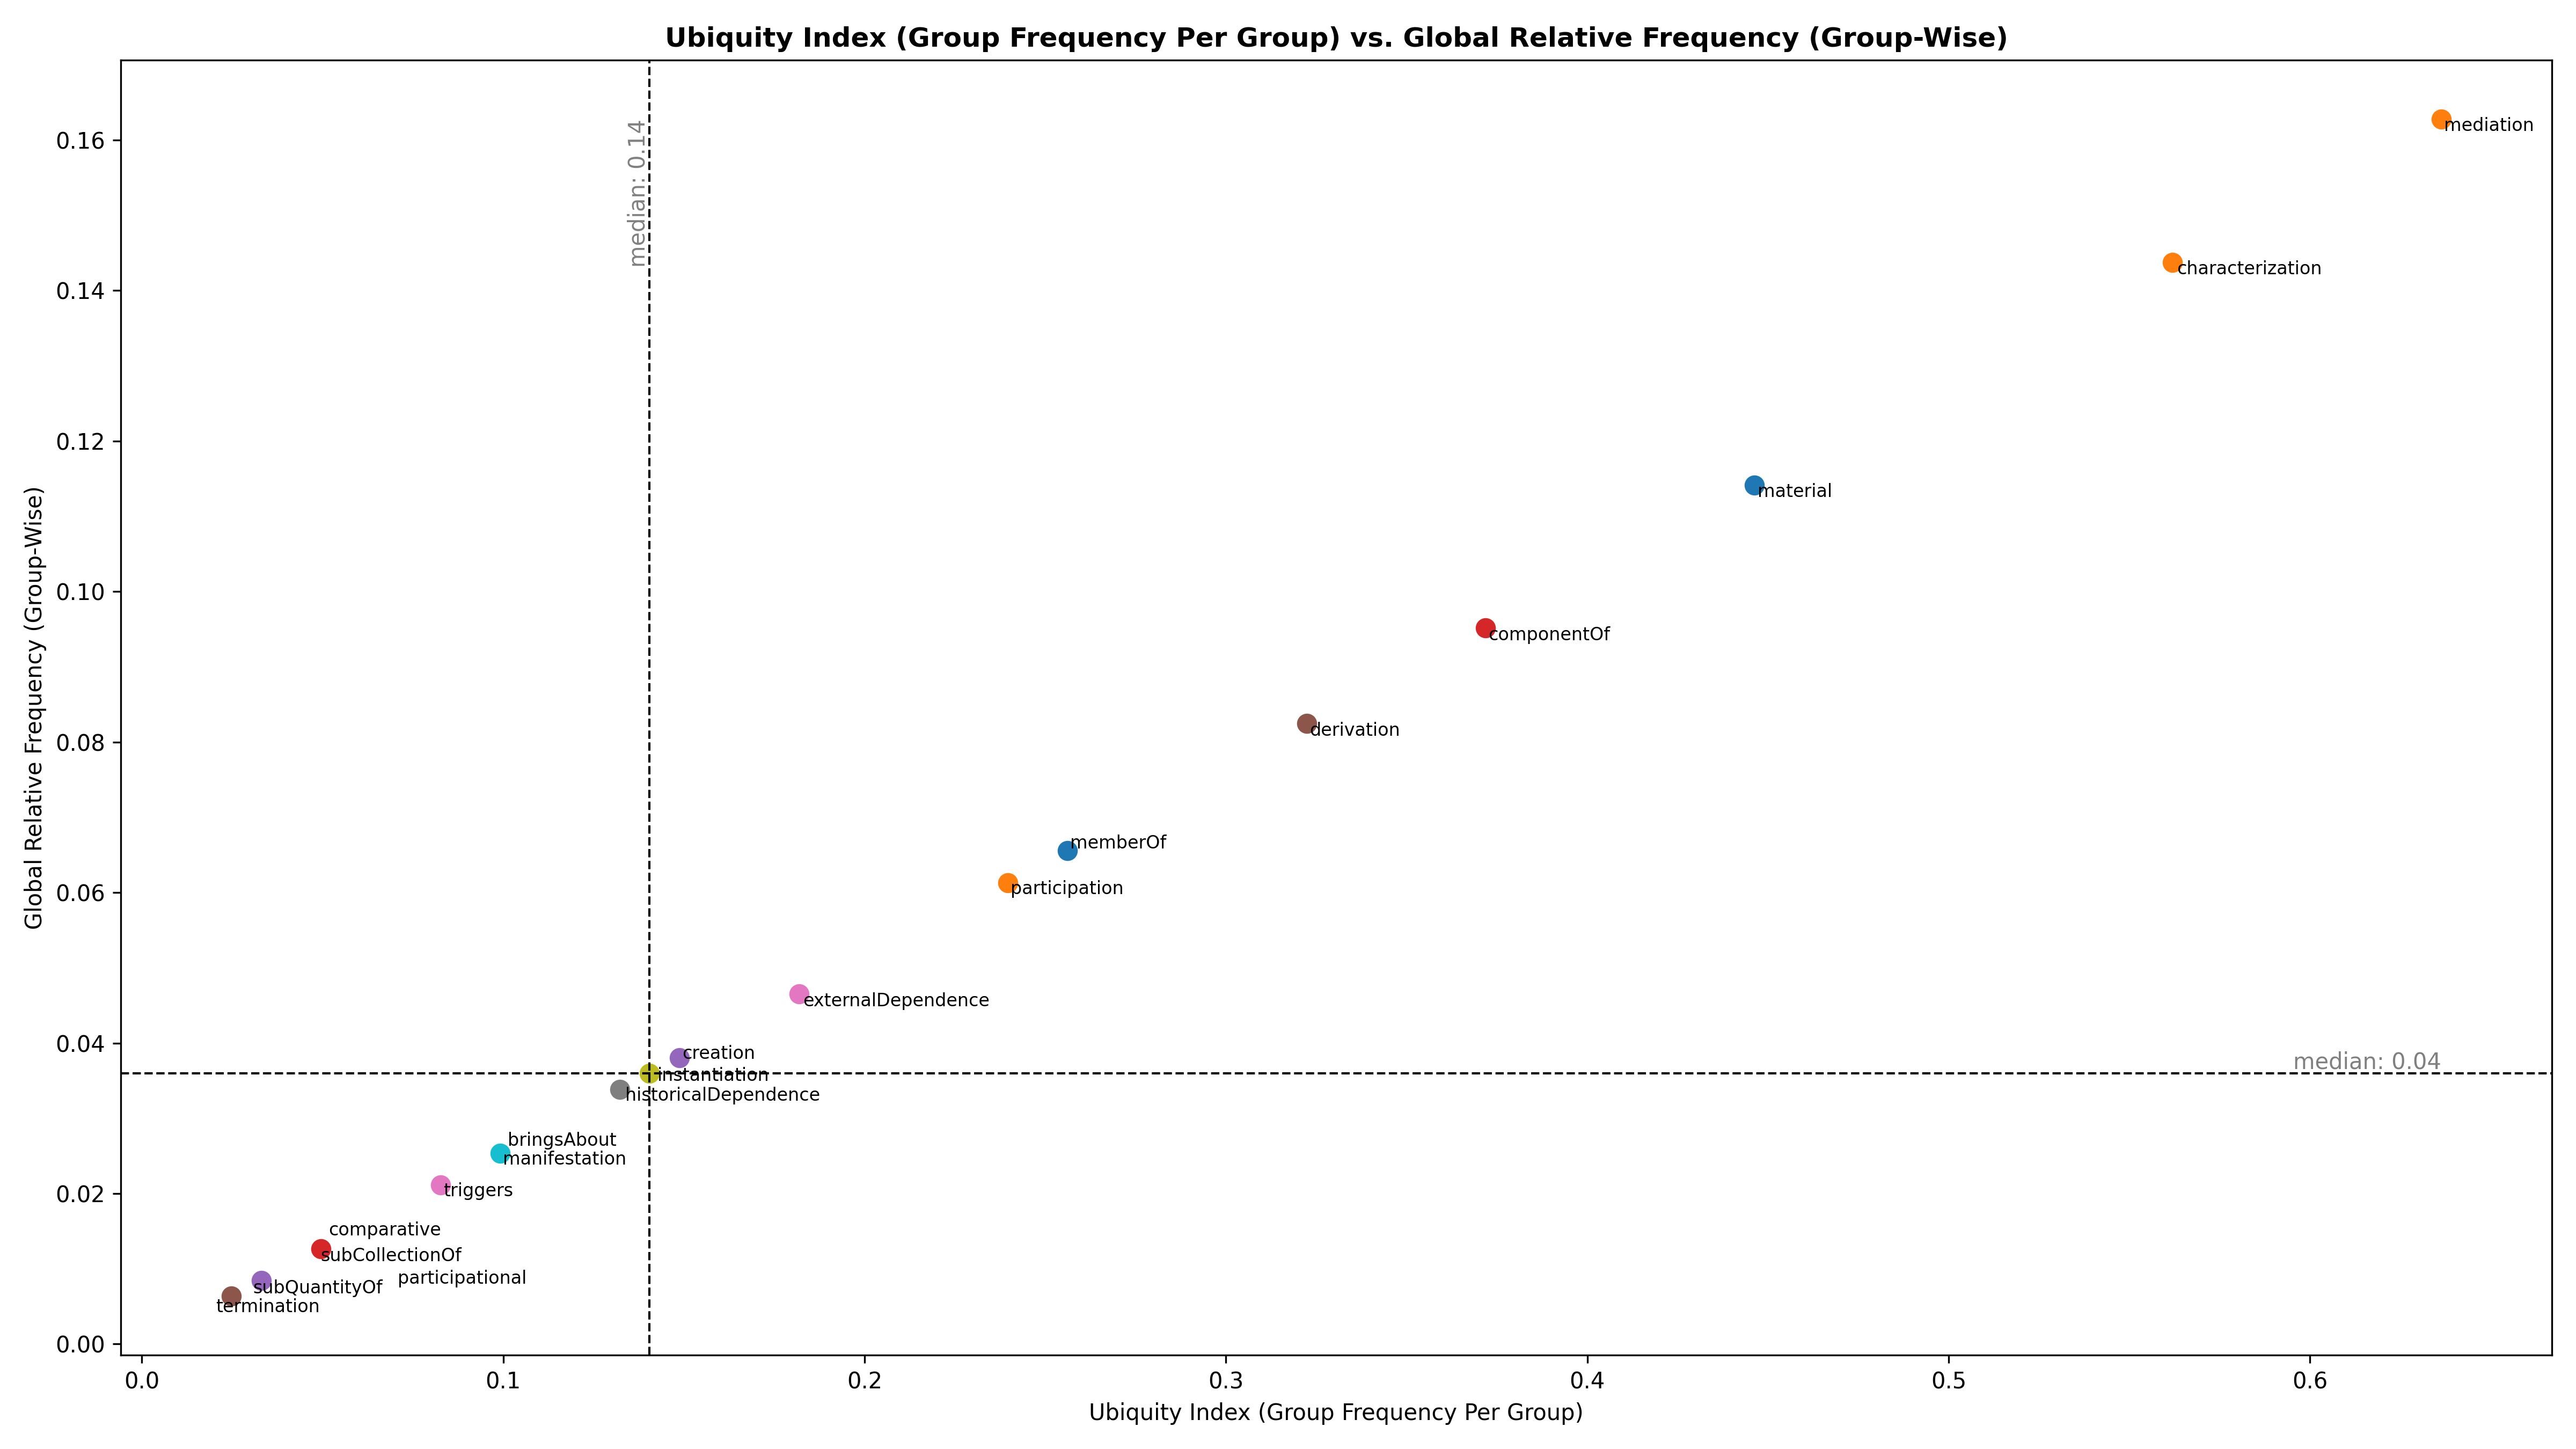 Ubiquity Index (Group Frequency Per Group) vs. Global Relative Frequency (Group-Wise)
Global Relative Frequency (Group-Wise)
0.16
0.14
0.12
0.10
0.08
0.06
0.04
0.02
0.00
median: 0.14
mediation
characterization
material
componentOf
derivation
memberOf
participation
externalDependence
creation
median: 0.04
instantiation
historicalDependence
bringsAbout
manifestation
triggers
comparative
subCollectionOf
participational
subQuantityOf
termination
0.0
0.1
0.2
0.3
0.4
0.5
0.6
Ubiquity Index (Group Frequency Per Group)